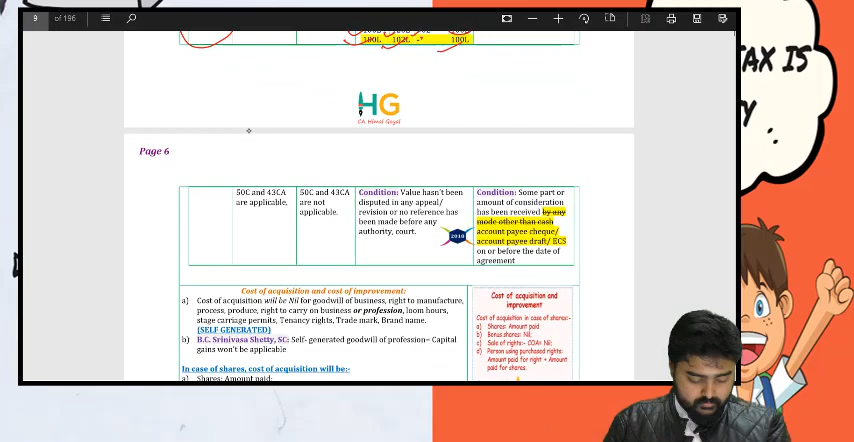 9 of 196
TAX IS
100L 102L -* 100L
HG
CA Himel Goyal
Page 6
50C and 43CA are applicable.
50C and 43CA are not applicable.
Condition: Value hasn't been disputed in any appeal/ revision or no reference has been made before any authority, court.
2018
Condition: Some part or amount of consideration has been received by any mode other than cash account payee cheque/ account payee draft/ ECS on or before the date of agreement
Cost of acquisition and cost of improvement:
a) Cost of acquisition will be Nil for goodwill of business, right to manufacture,
process, produce, right to carry on business or profession, loom hours,
stage carriage permits, Tenancy rights, Trade mark, Brand name.
(SELF GENERATED)
b) B.C. Srinivasa Shetty, SC: Self- generated goodwill of profession= Capital
gains won't be applicable
In case of shares, cost of acquisition will be:-
a) Shares: Amount paid;
Cost of acquisition and
improvement
Cost of acquisition in case of shares:-
a) Shares: Amount paid
b) Bonus shares: Nil;
c) Sale of rights:- COA= Nil;
d) Person using purchased rights:
Amount paid for right + Amount
paid for shares.